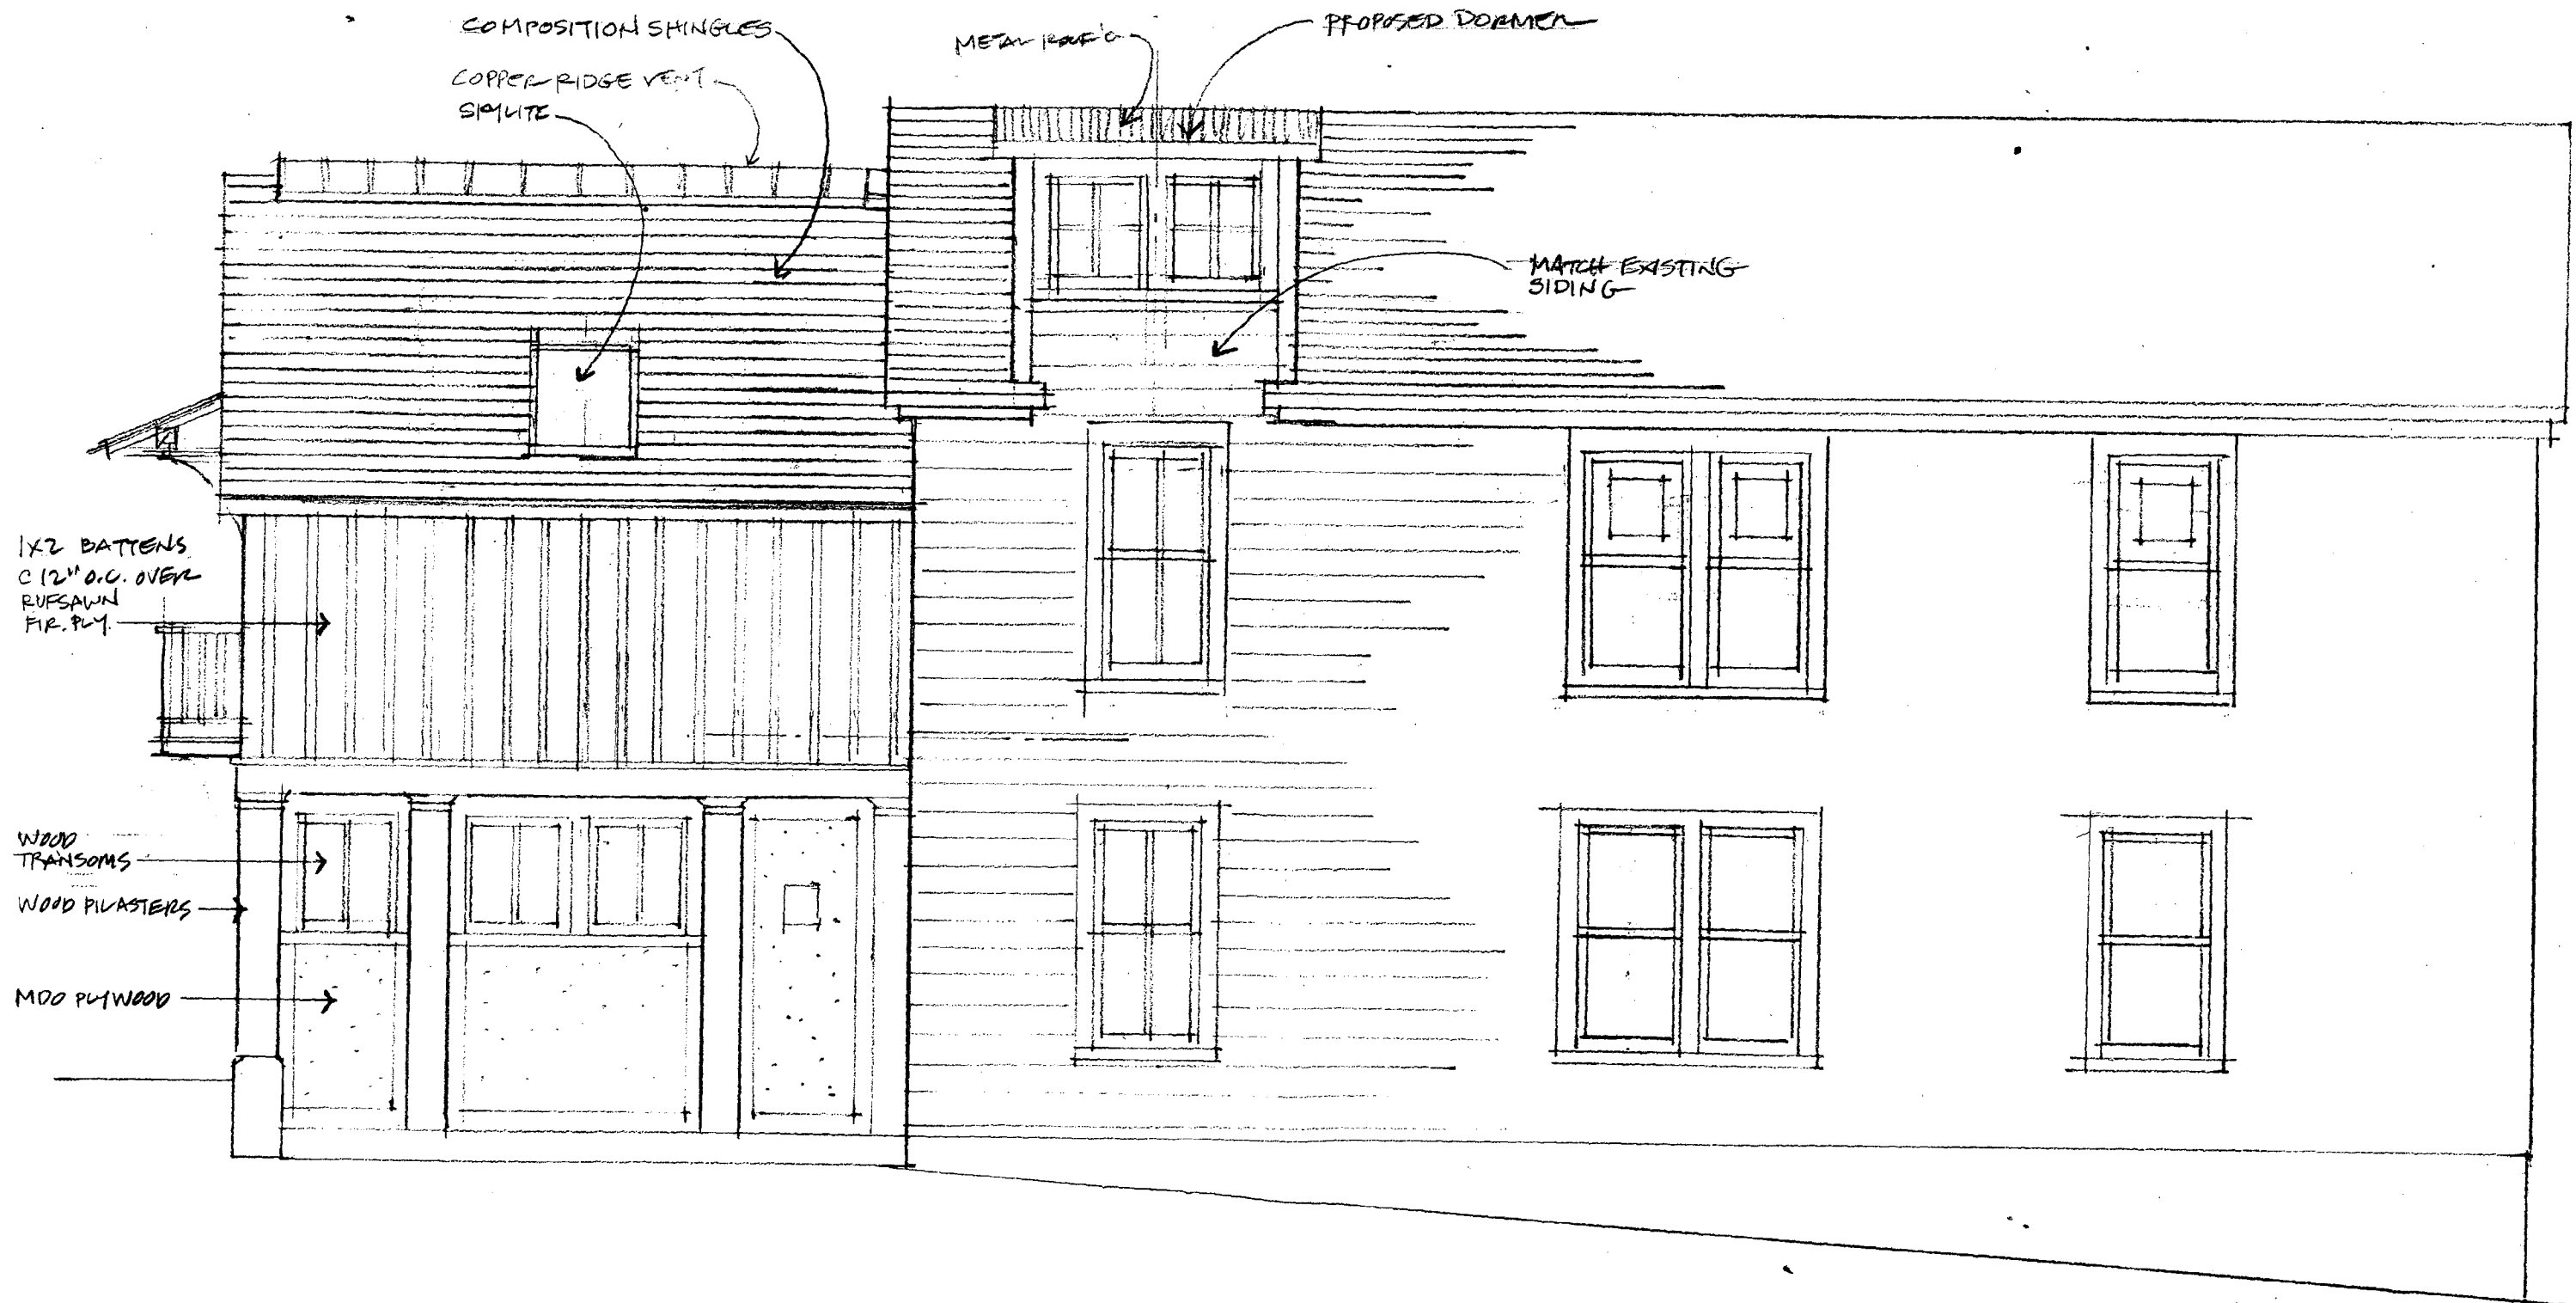 COMPOSITION SHINGLES
COPPER RIDGE VENT
SKYLITE
METAL ROOF'G
PROPOSED DORMER
MATCH EXISTING
SIDING
1X2 BATTENS
C 12" O.C. OVER
RUFSAWN
FIR. PLY.
WOOD
TRANSOMS
WOOD PILASTERS
MDO PLYWOOD